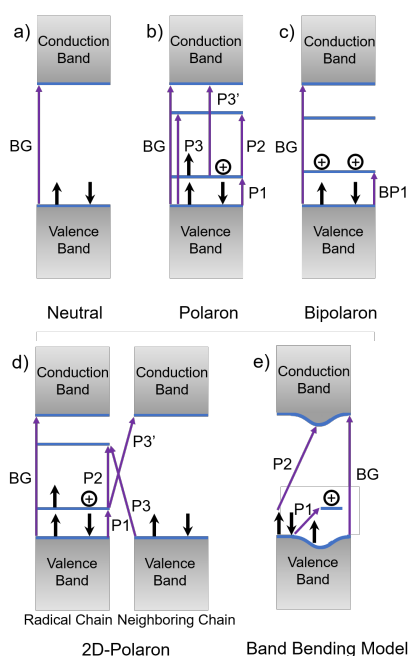 a)
Conduction
Band
BG
Valence
Band
Neutral
b)
Conduction
Band
P3'
BG
P3
+
P2
P1
Valence
Band
Polaron
c)
Conduction
Band
BG
+ +
BP1
Valence
Band
Bipolaron
d)
Conduction
Band
Conduction
Band
P3'
BG
P2
+
P3
P1
Valence
Band
Valence
Band
Radical Chain
Neighboring Chain
2D-Polaron
e)
Conduction
Band
P2
BG
+
P1
Valence
Band
Band Bending Model